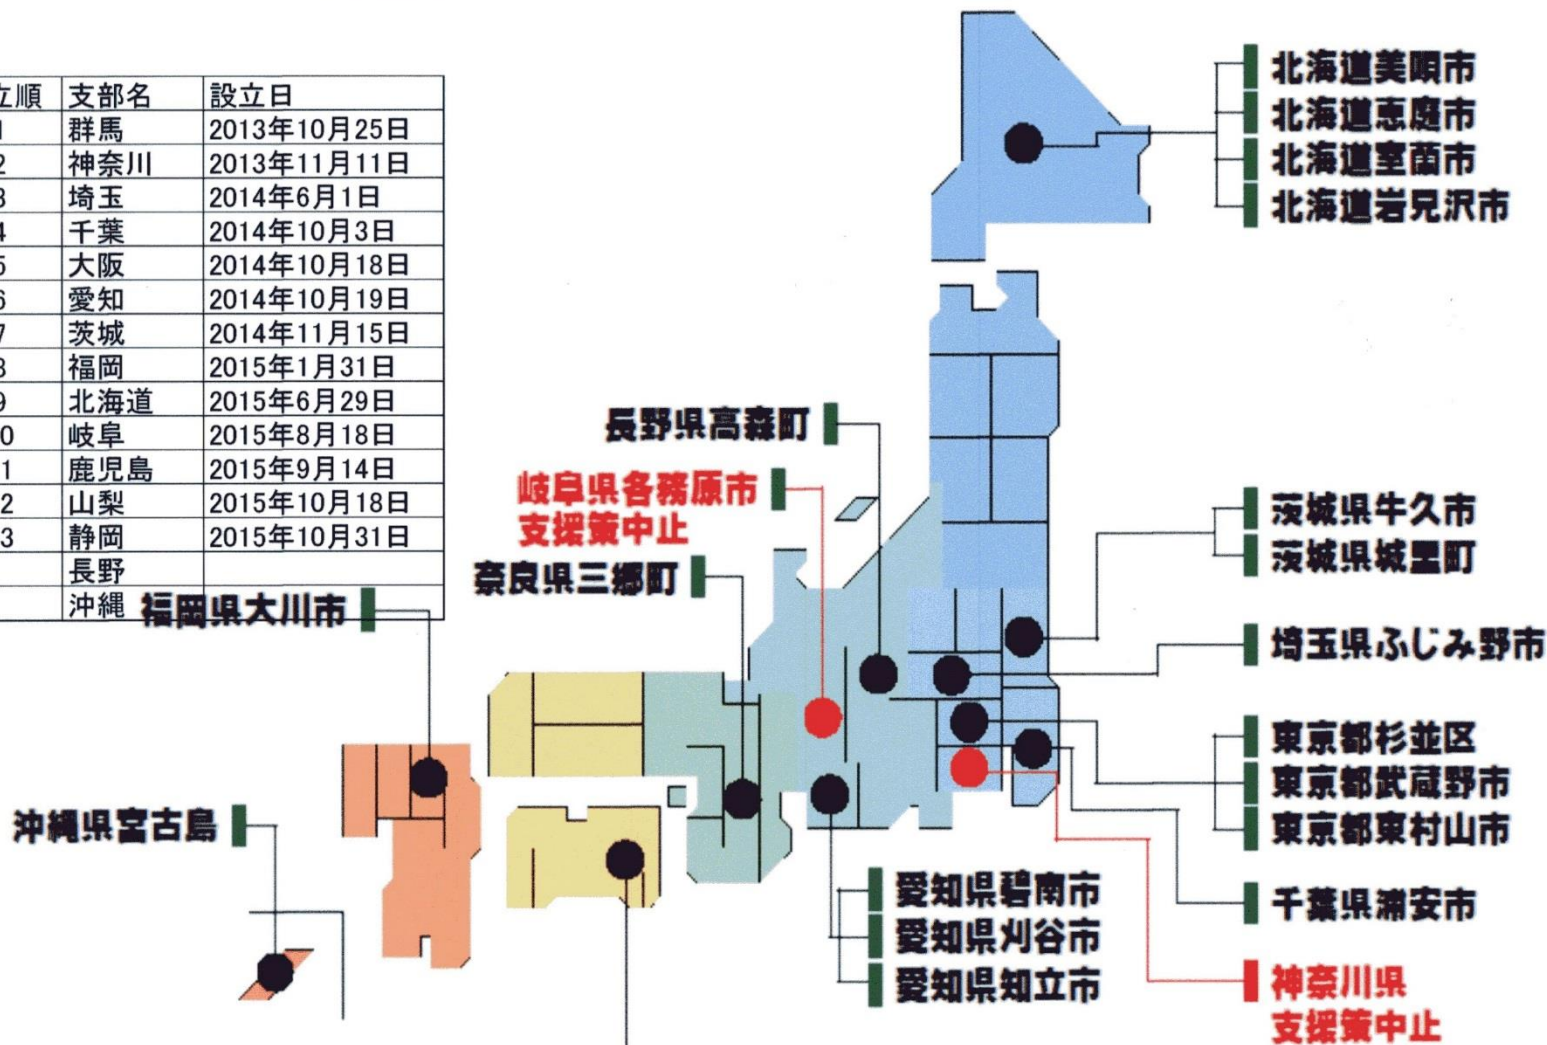 立順 支部名 設立日
1 群馬 2013年10月25日
2 神奈川 2013年11月11日
3 埼玉 2014年6月1日
4 千葉 2014年10月3日
5 大阪 2014年10月18日
6 愛知 2014年10月19日
7 茨城 2014年11月15日
8 福岡 2015年1月31日
9 北海道 2015年6月29日
0 岐阜 2015年8月18日
1 鹿児島 2015年9月14日
2 山梨 2015年10月18日
3 静岡 2015年10月31日
長野
沖縄
北海道美唄市
北海道恵庭市
北海道室蘭市
北海道岩見沢市
長野県高森町
岐阜県各務原市
支援策中止
奈良県三郷町
福岡県大川市
沖縄県宮古島
茨城県牛久市
茨城県城里町
埼玉県ふじみ野市
東京都杉並区
東京都武蔵野市
東京都東村山市
千葉県浦安市
愛知県碧南市
愛知県刈谷市
愛知県知立市
神奈川県
支援策中止